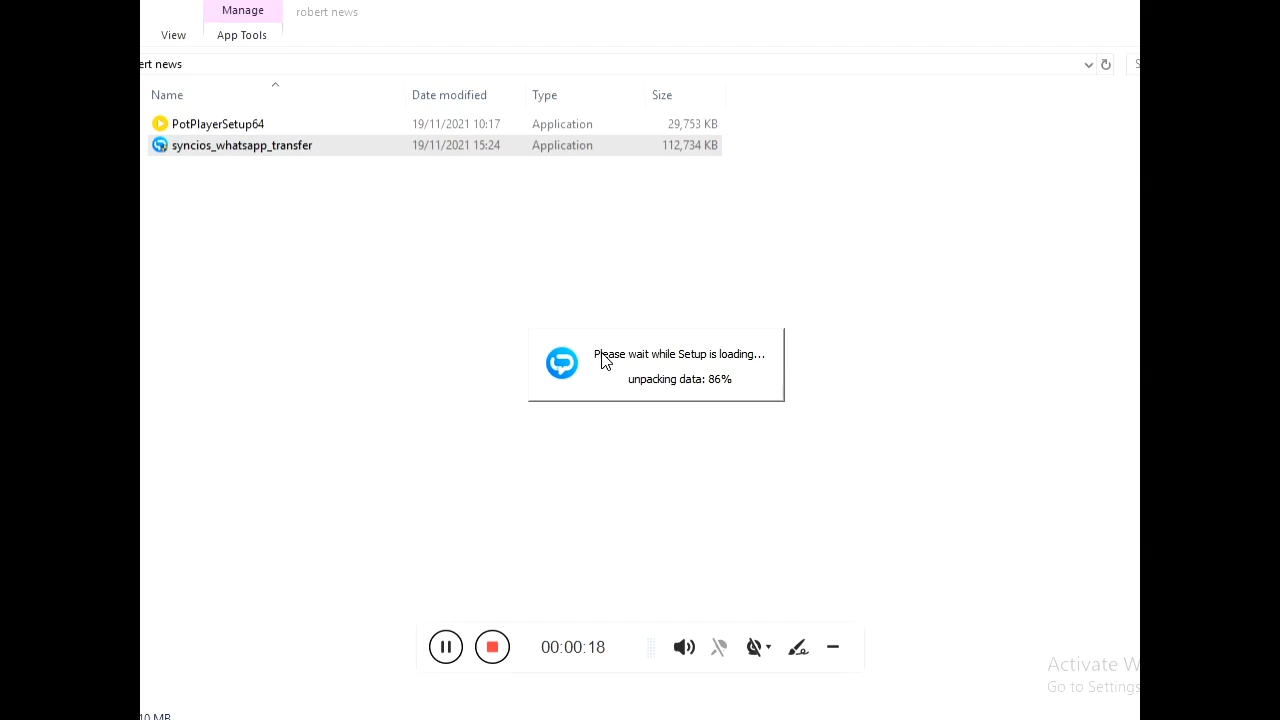 Manage
robert news
View
App Tools
ert news
Name
Date modified
Type
Size
PotPlayerSetup64
19/11/2021 10:17
Application
29,753 KB
syncios_whatsapp_transfer
19/11/2021 15:24
Application
112,734 KB
Please wait while Setup is loading...
unpacking data: 86%
00:00:18
Activate W
Go to Settings
10 MB